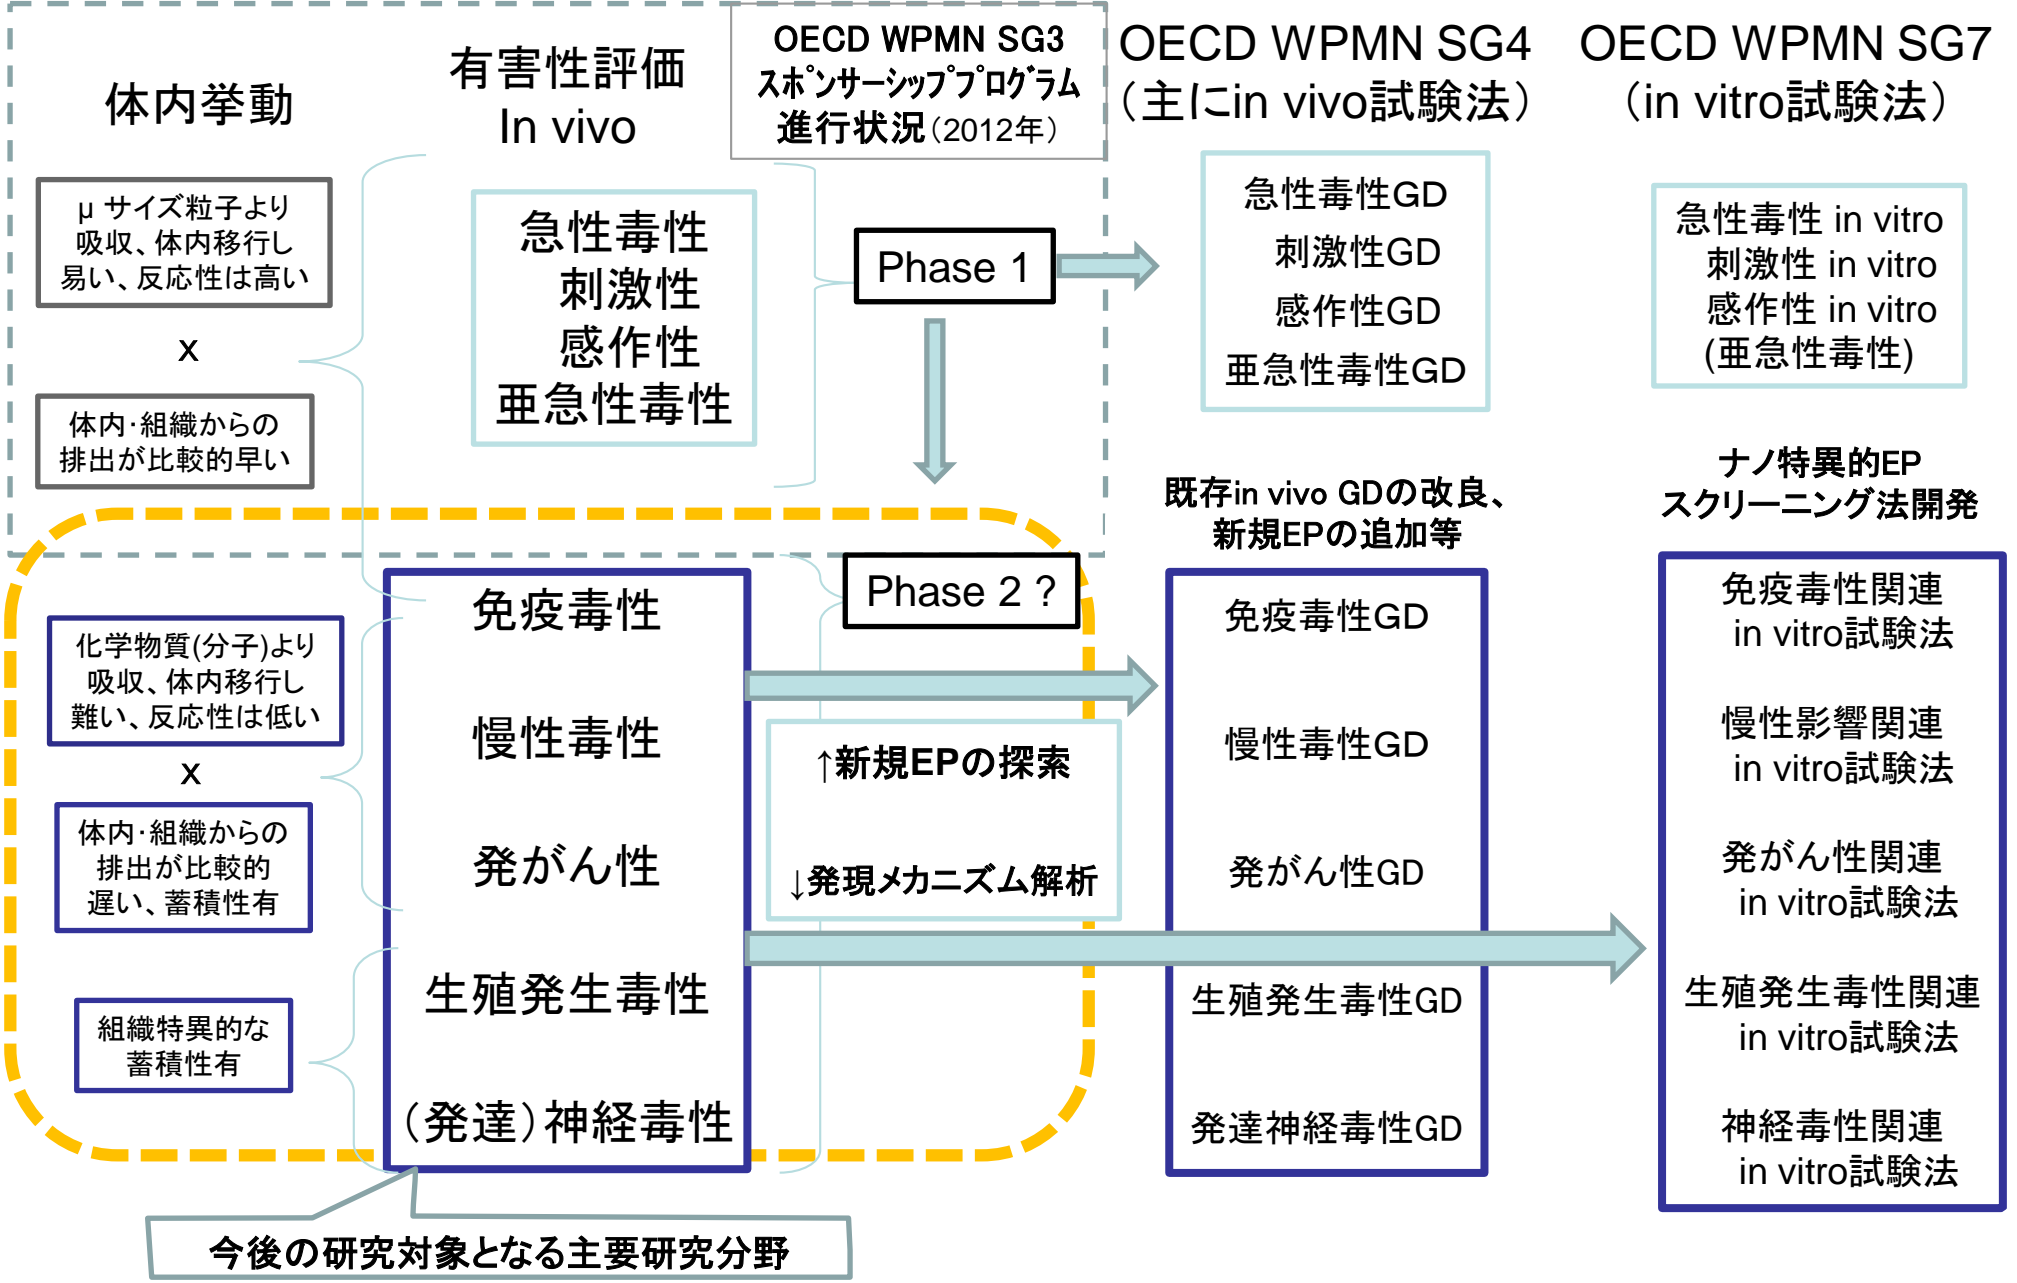 体内挙動
有害性評価
In vivo
OECD WPMN SG3
スポンサーシッププログラム
進行状況（2012年）
OECD WPMN SG4
（主にin vivo試験法）
OECD WPMN SG7
（in vitro試験法）
μ サイズ粒子より
吸収、体内移行し
易い、反応性は高い
x
体内・組織からの
排出が比較的早い
急性毒性
刺激性
感作性
亜急性毒性
Phase 1
急性毒性GD
刺激性GD
感作性GD
亜急性毒性GD
急性毒性 in vitro
刺激性 in vitro
感作性 in vitro
(亜急性毒性)
既存in vivo GDの改良、
新規EPの追加等
ナノ特異的EP
スクリーニング法開発
化学物質(分子)より
吸収、体内移行し
難い、反応性は低い
x
体内・組織からの
排出が比較的
遅い、蓄積性有
組織特異的な
蓄積性有
免疫毒性
慢性毒性
発がん性
生殖発生毒性
（発達）神経毒性
Phase 2 ?
↑新規EPの探索
↓発現メカニズム解析
免疫毒性GD
慢性毒性GD
発がん性GD
生殖発生毒性GD
発達神経毒性GD
免疫毒性関連
in vitro試験法
慢性影響関連
in vitro試験法
発がん性関連
in vitro試験法
生殖発生毒性関連
in vitro試験法
神経毒性関連
in vitro試験法
今後の研究対象となる主要研究分野